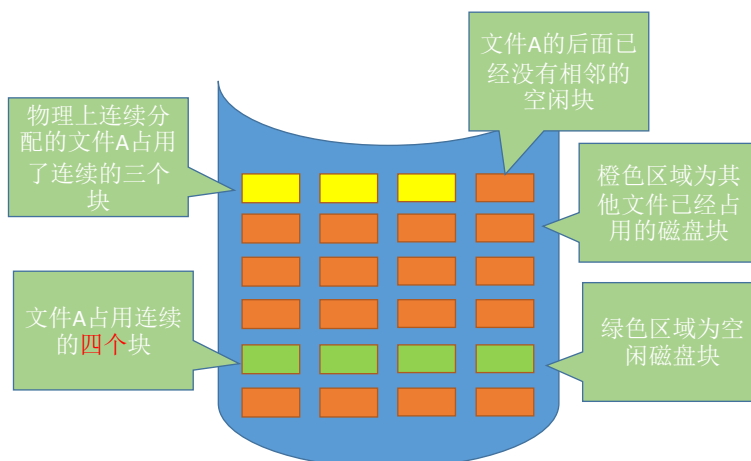 文件A的后面已
经没有相邻的
空闲块
物理上连续分
配的文件A占用
了连续的三个
块
橙色区域为其
他文件已经占
用的磁盘块
文件A占用连续
的四个块
绿色区域为空
闲磁盘块